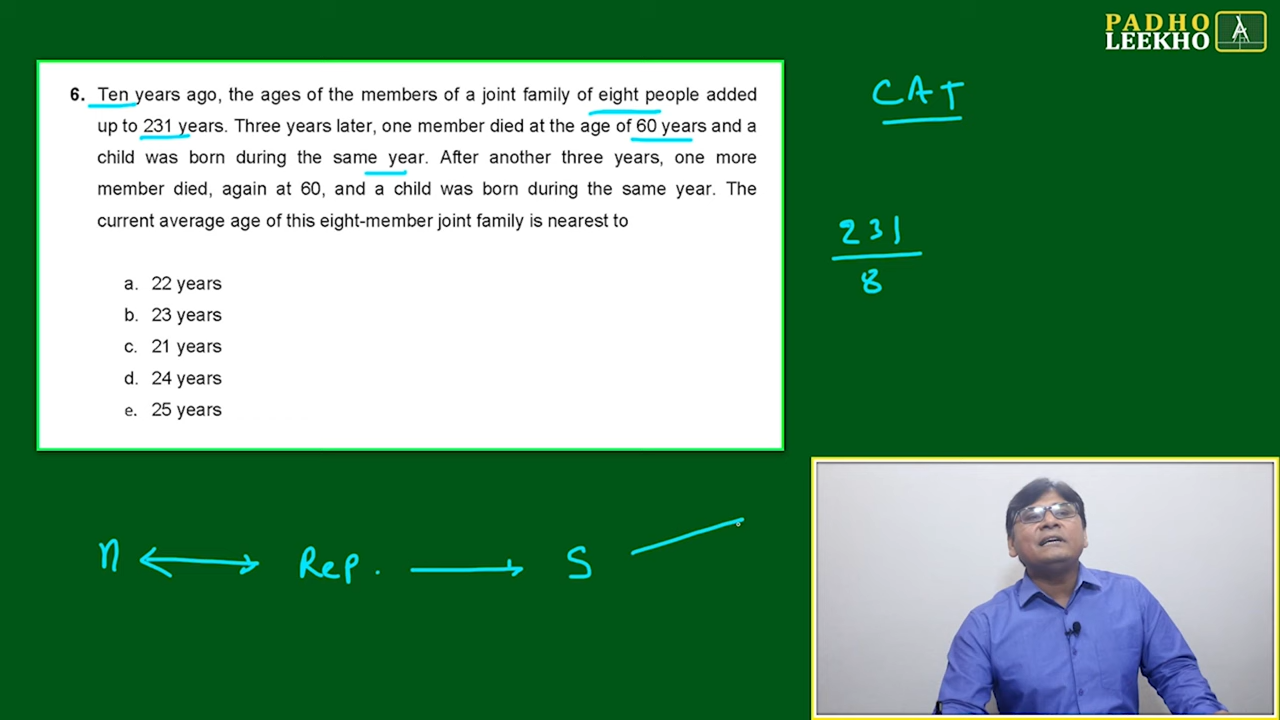 PADHO
LEEKHO
6. Ten years ago, the ages of the members of a joint family of eight people added
up to 231 years. Three years later, one member died at the age of 60 years and a
child was born during the same year. After another three years, one more
member died, again at 60, and a child was born during the same year. The
current average age of this eight-member joint family is nearest to
a. 22 years
b. 23 years
c. 21 years
d. 24 years
e. 25 years
CAT
231
8
n Rep. S